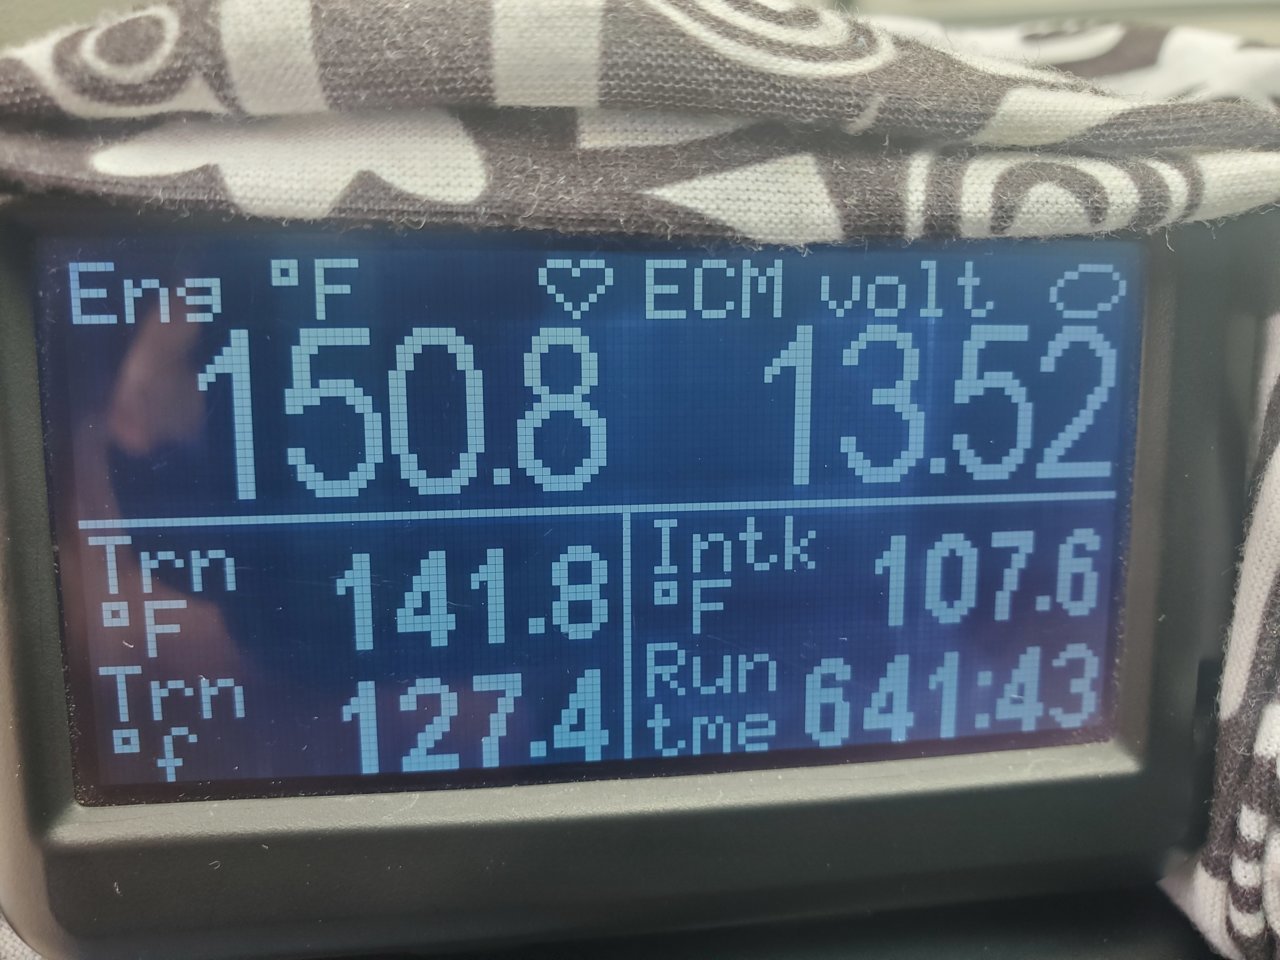 Eng °F ♡ ECM volt
150.8 13.52
Trn °F 141.8 Intk °F 107.6
Trn °f 127.4 Run tme 641:43